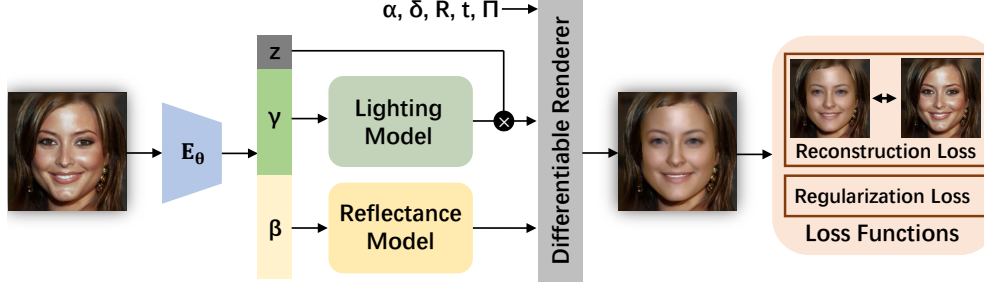 α, δ, R, t, Π
z
γ
β
E_θ
Lighting
Model
⊗
Reflectance
Model
Differentiable Renderer
Reconstruction Loss
Regularization Loss
Loss Functions